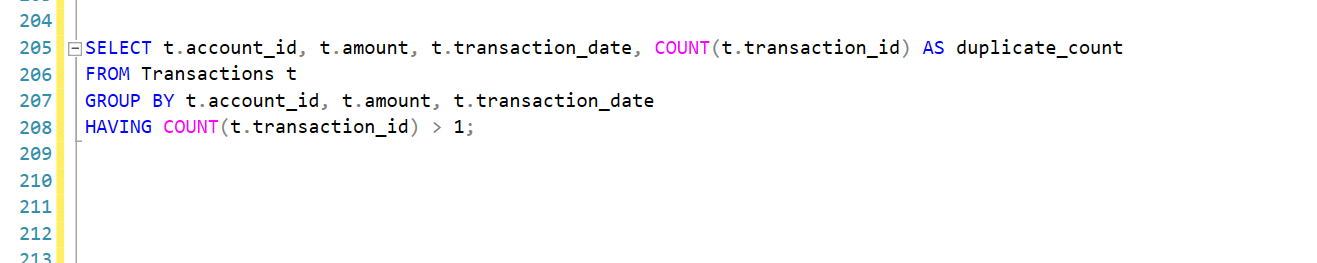 204
205 SELECT t.account_id, t.amount, t.transaction_date, COUNT(t.transaction_id) AS duplicate_count
206 FROM Transactions t
207 GROUP BY t.account_id, t.amount, t.transaction_date
208 HAVING COUNT(t.transaction_id) > 1;
209
210
211
212
213